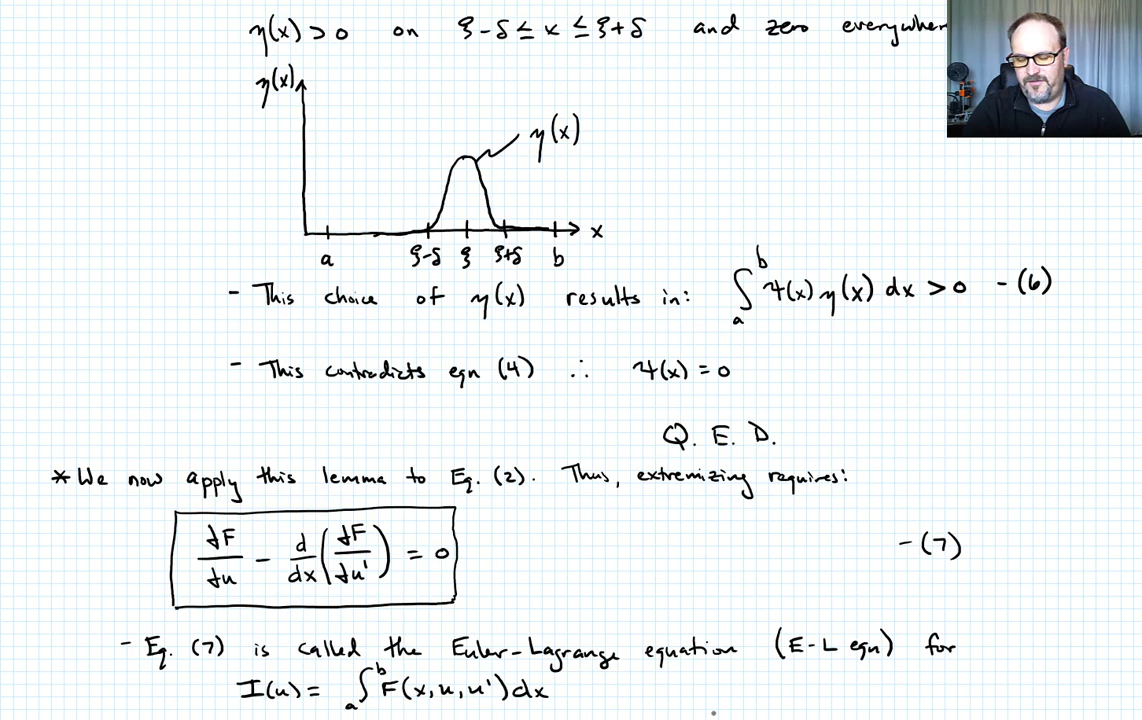 η(x) > 0 on ξ-δ ≤ x ≤ ξ+δ and zero everywher
η(x)
η(x)
x
a ξ-δ ξ ξ+δ b
- This choice of η(x) results in: ∫_a^b Ψ(x) η(x) dx > 0 - (6)
- This contradicts eqn (4) ∴ Ψ(x) = 0
Q. E. D.
* We now apply this lemma to Eq. (2). Thus, extremizing requires:
∂F/∂u - d/dx (∂F/∂u') = 0 - (7)
- Eq. (7) is called the Euler-Lagrange equation (E-L eqn) for
I(u) = ∫_a^b F(x, u, u') dx